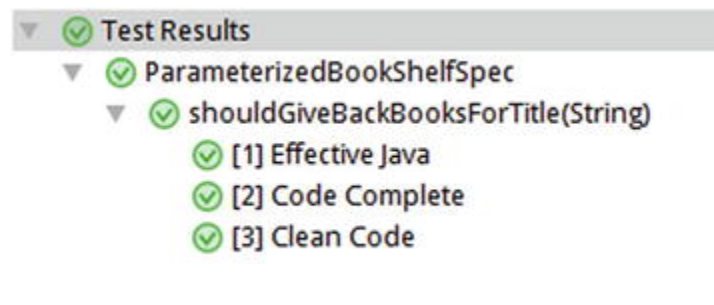 Test Results
ParameterizedBookShelfSpec
shouldGiveBackBooksForTitle(String)
[1] Effective Java
[2] Code Complete
[3] Clean Code